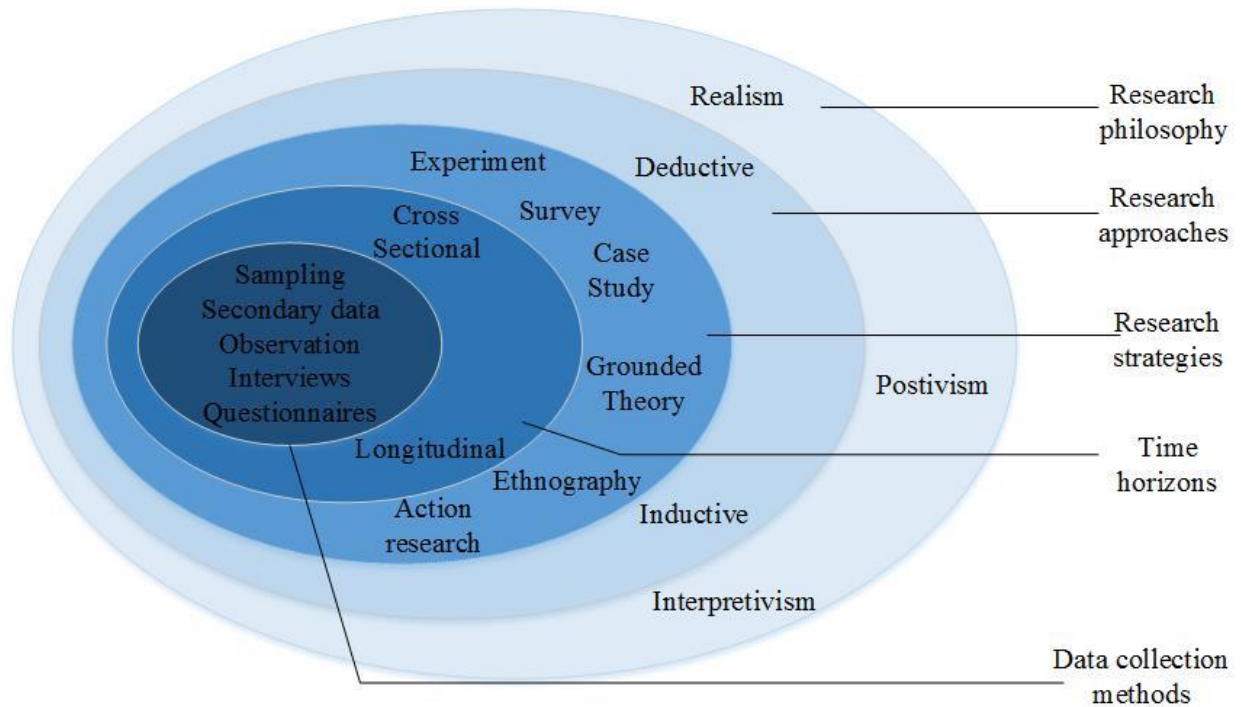 Realism
Research
philosophy
Experiment
Deductive
Research
approaches
Cross
Sectional
Survey
Case
Study
Sampling
Secondary data
Observation
Interviews
Questionnaires
Research
strategies
Grounded
Theory
Postivism
Longitudinal
Time
horizons
Ethnography
Action
research
Inductive
Interpretivism
Data collection
methods